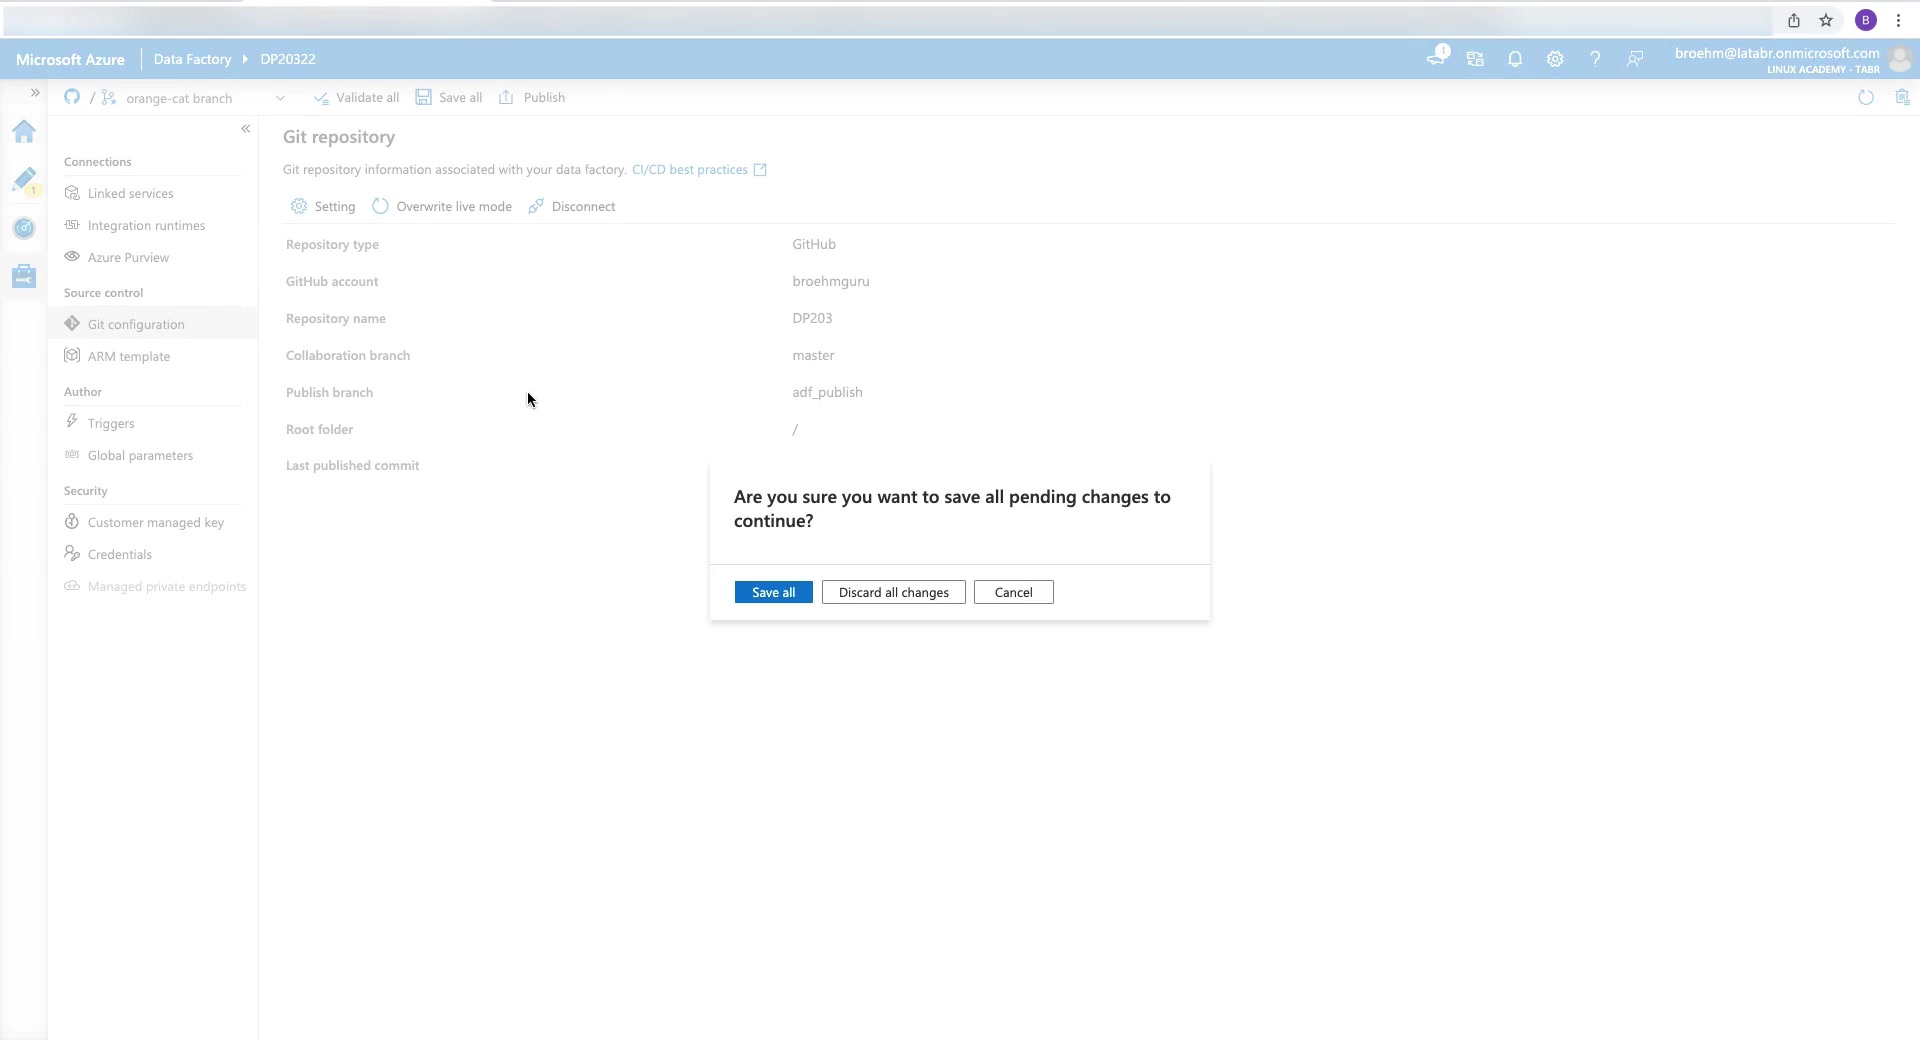 B
Microsoft Azure
Data Factory
DP20322
1
broehm@latabr.onmicrosoft.com
LINUX ACADEMY - TABR
/ orange-cat branch
Validate all
Save all
Publish
1
Connections
Linked services
Integration runtimes
Azure Purview
Source control
Git configuration
ARM template
Author
Triggers
Global parameters
Security
Customer managed key
Credentials
Managed private endpoints
Git repository
Git repository information associated with your data factory. CI/CD best practices
Setting
Overwrite live mode
Disconnect
Repository type GitHub
GitHub account broehmguru
Repository name DP203
Collaboration branch master
Publish branch adf_publish
Root folder /
Last published commit
Are you sure you want to save all pending changes to
continue?
Save all
Discard all changes
Cancel